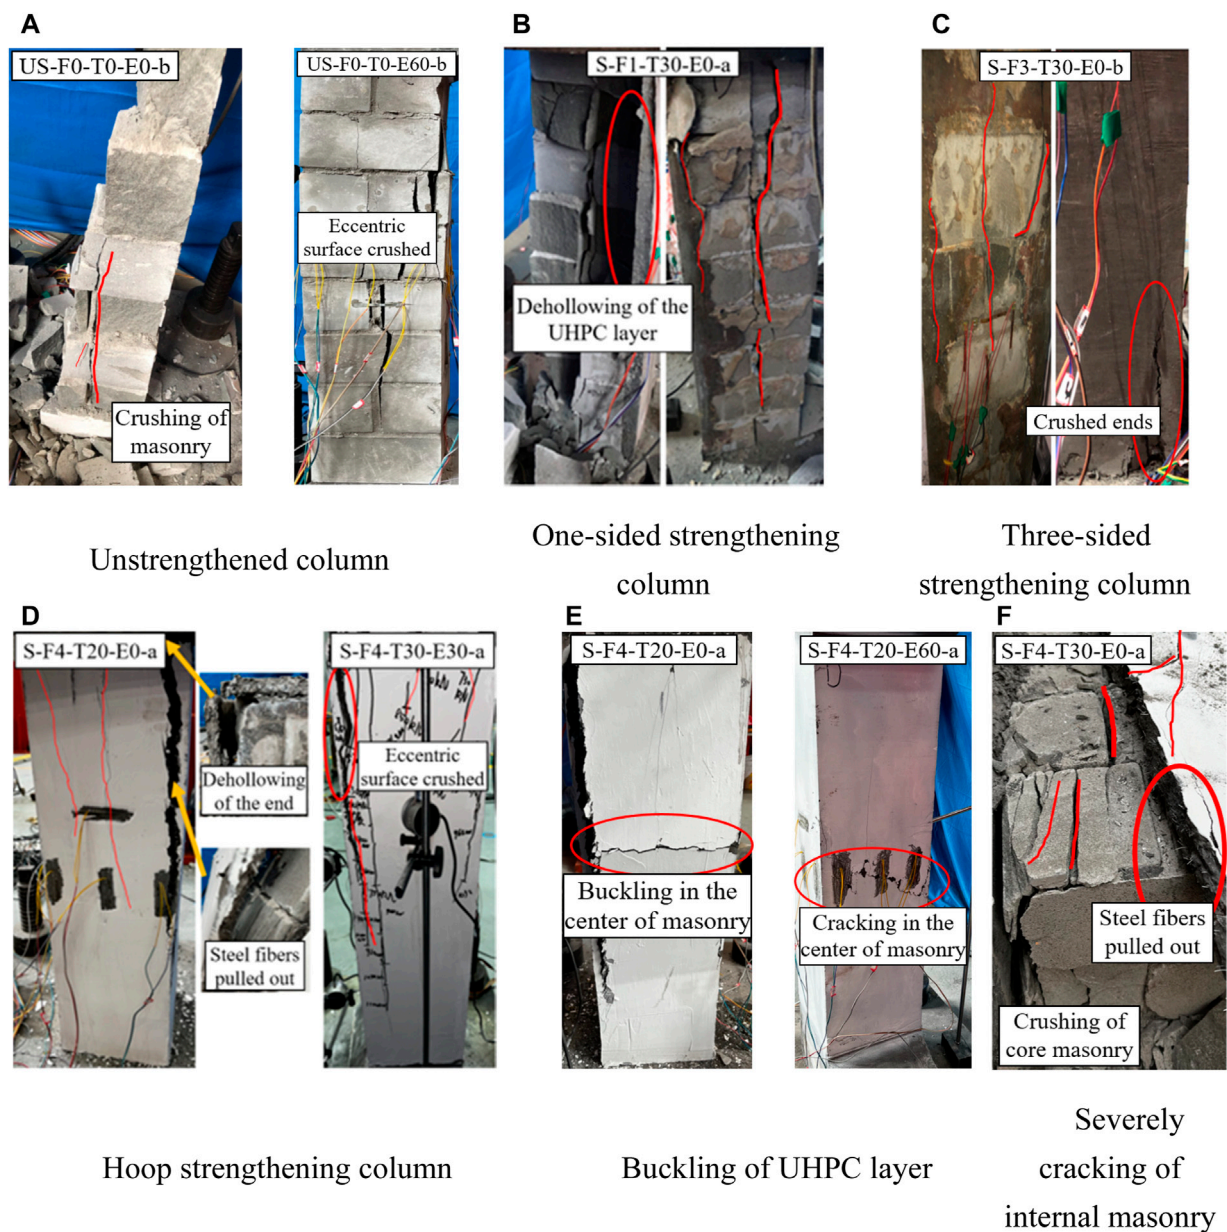 A
B
C
US-F0-T0-E0-b
US-F0-T0-E60-b
S-F1-T30-E0-a
S-F3-T30-E0-b
Eccentric
surface crushed
Dehollowing of the
UHPC layer
Crushing of
masonry
Crushed ends
Unstrengthened column
One-sided strengthening
column
Three-sided
strengthening column
D
E
F
S-F4-T20-E0-a
S-F4-T30-E30-a
S-F4-T20-E0-a
S-F4-T20-E60-a
S-F4-T30-E0-a
Dehollowing
of the end
Eccentric
surface crushed
Steel fibers
pulled out
Buckling in the
center of masonry
Cracking in the
center of masonry
Steel fibers
pulled out
Crushing of
core masonry
Hoop strengthening column
Buckling of UHPC layer
Severely
cracking of
internal masonry